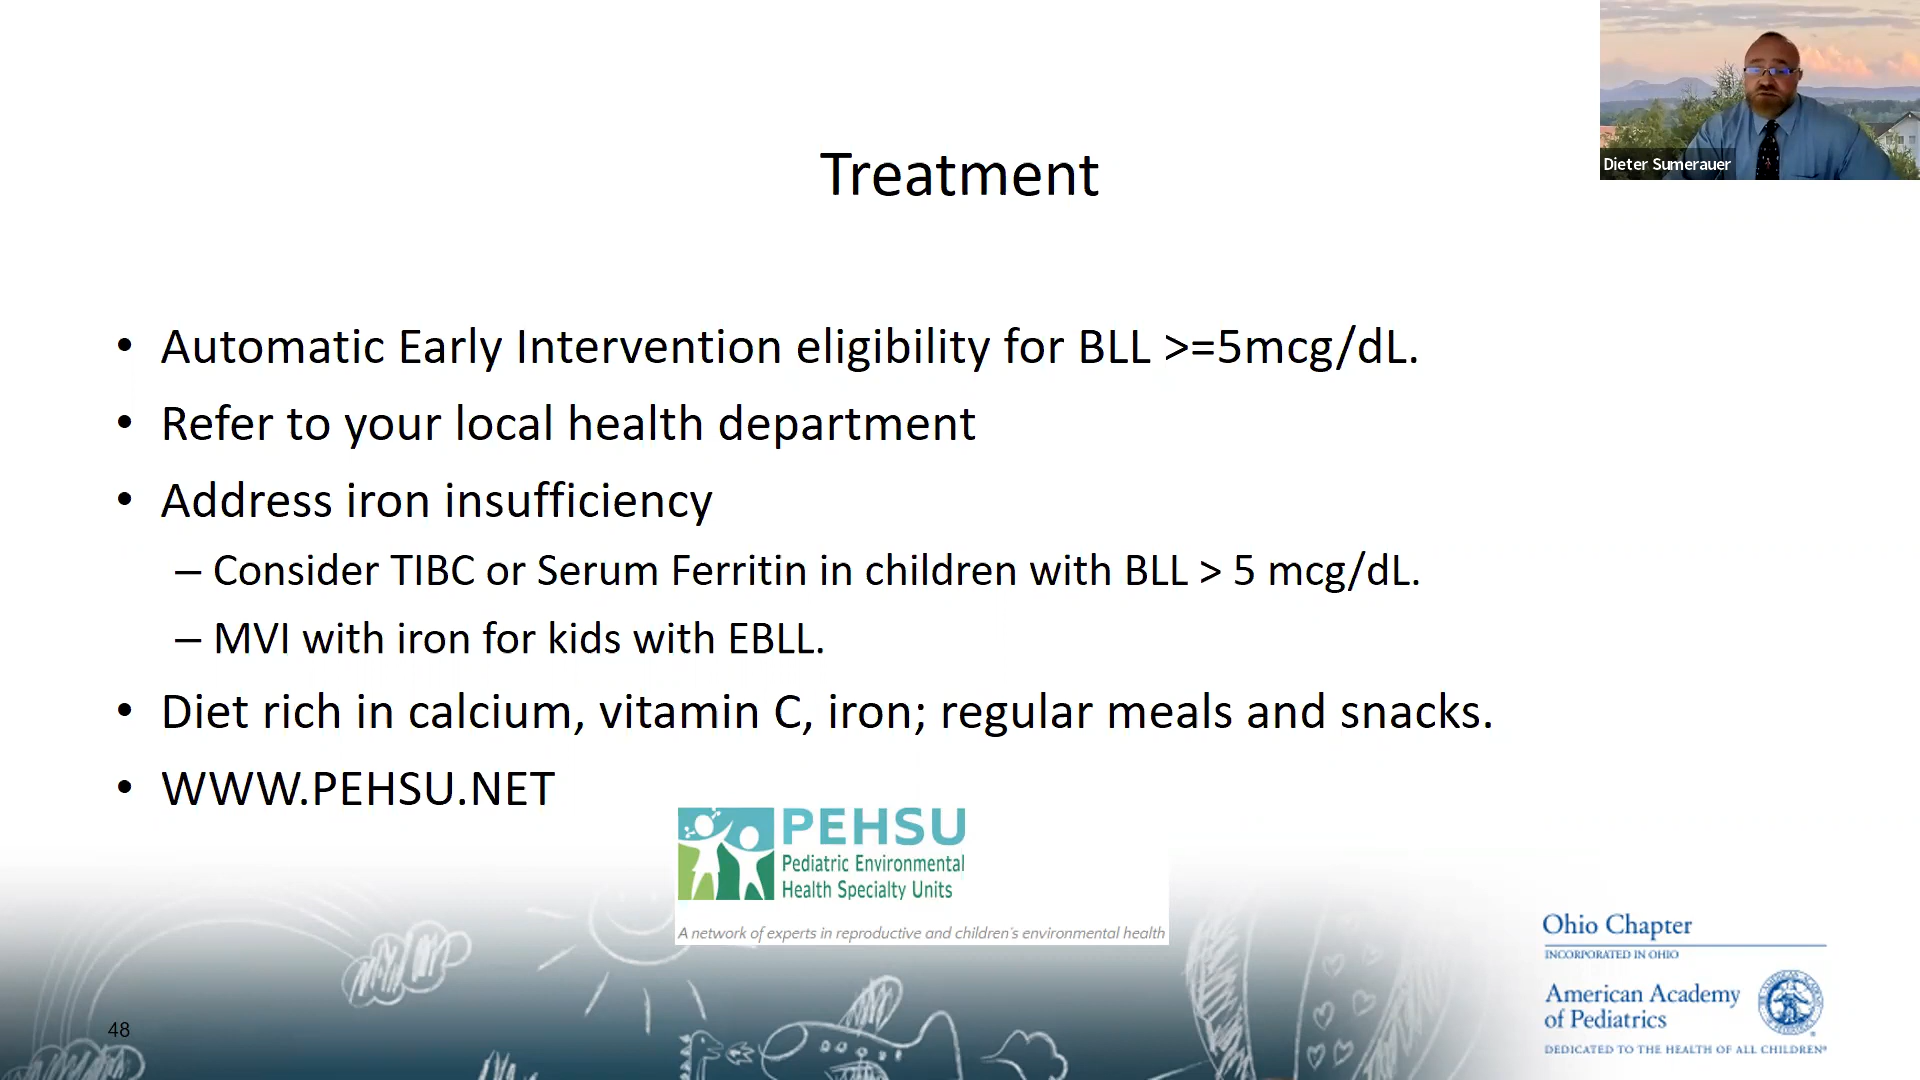 Dieter Sumerauer
Treatment
• Automatic Early Intervention eligibility for BLL >=5mcg/dL.
• Refer to your local health department
• Address iron insufficiency
– Consider TIBC or Serum Ferritin in children with BLL > 5 mcg/dL.
– MVI with iron for kids with EBLL.
• Diet rich in calcium, vitamin C, iron; regular meals and snacks.
• WWW.PEHSU.NET
PEHSU
Pediatric Environmental
Health Specialty Units
A network of experts in reproductive and children's environmental health
Ohio Chapter
INCORPORATED IN OHIO
American Academy
of Pediatrics
DEDICATED TO THE HEALTH OF ALL CHILDREN®
48